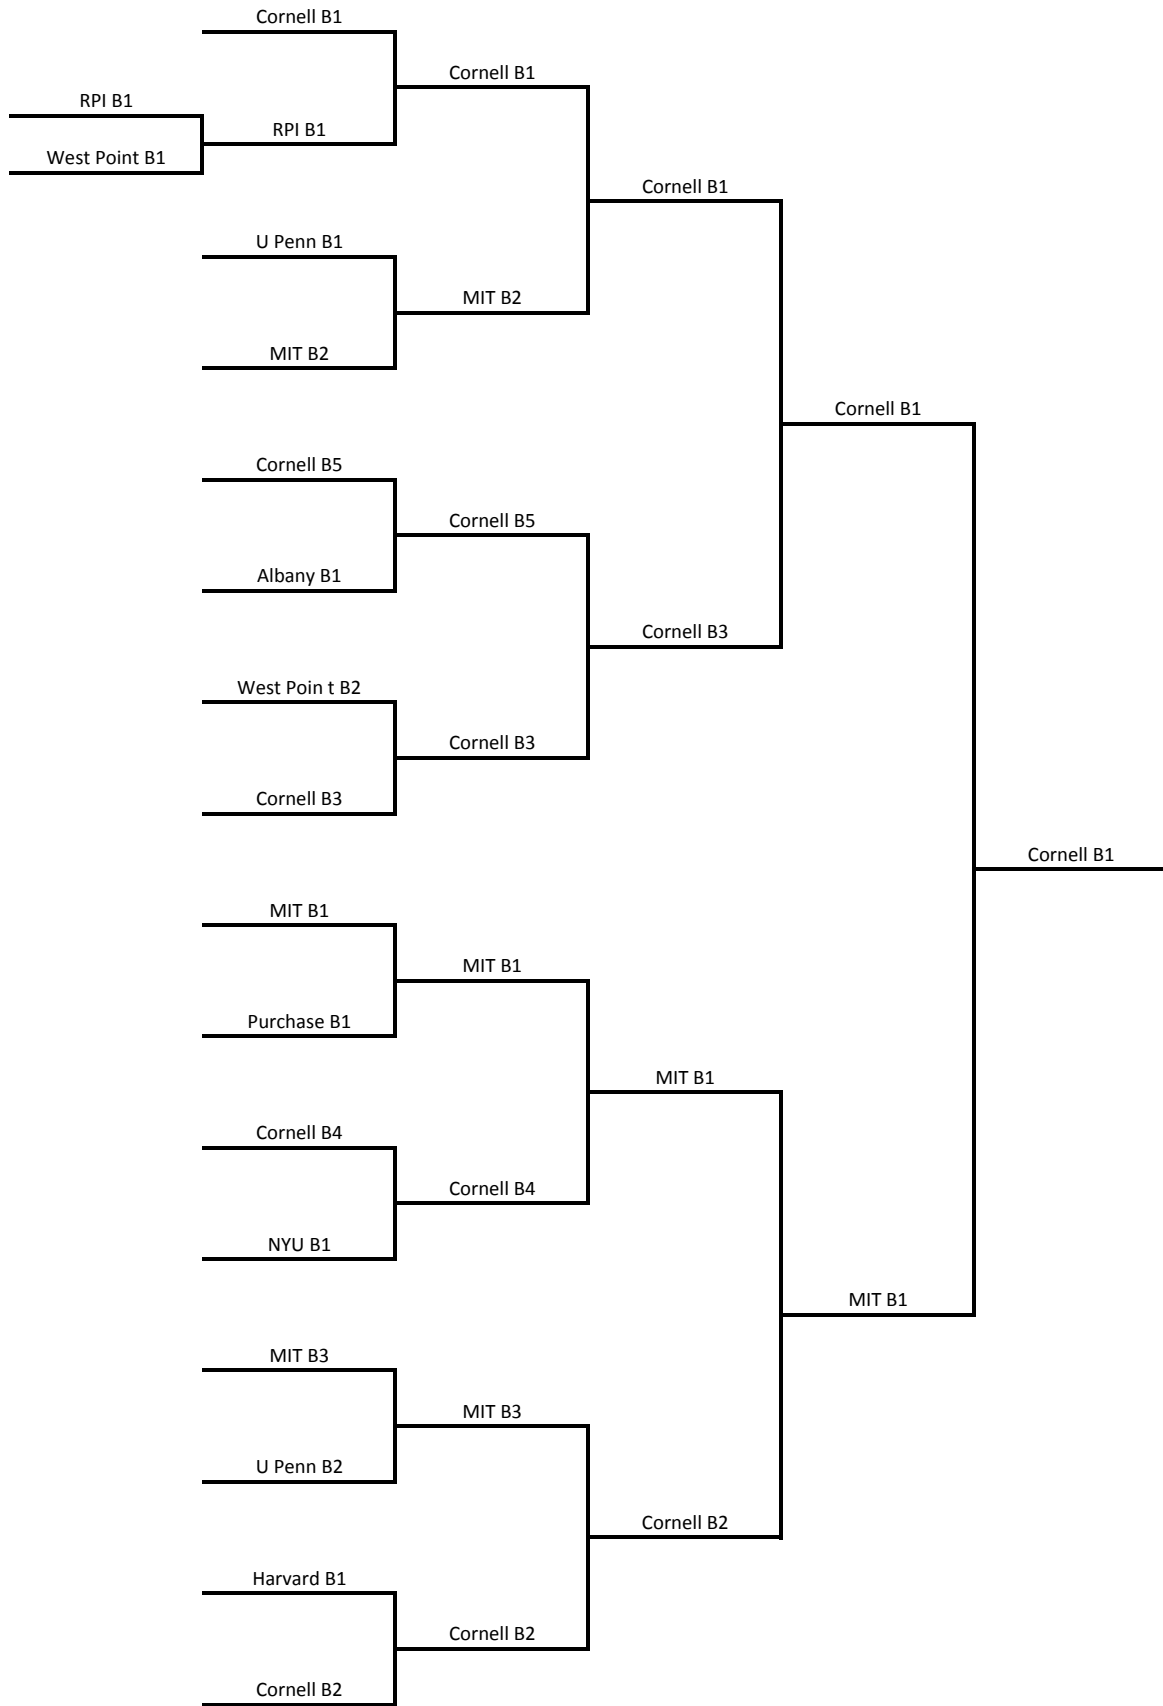 Cornell B1
Cornell B1
RPI B1
RPI B1
West Point B1
Cornell B1
U Penn B1
MIT B2
MIT B2
Cornell B1
Cornell B5
Cornell B5
Albany B1
Cornell B3
West Poin t B2
Cornell B3
Cornell B3
Cornell B1
MIT B1
MIT B1
Purchase B1
MIT B1
Cornell B4
Cornell B4
NYU B1
MIT B1
MIT B3
MIT B3
U Penn B2
Cornell B2
Harvard B1
Cornell B2
Cornell B2